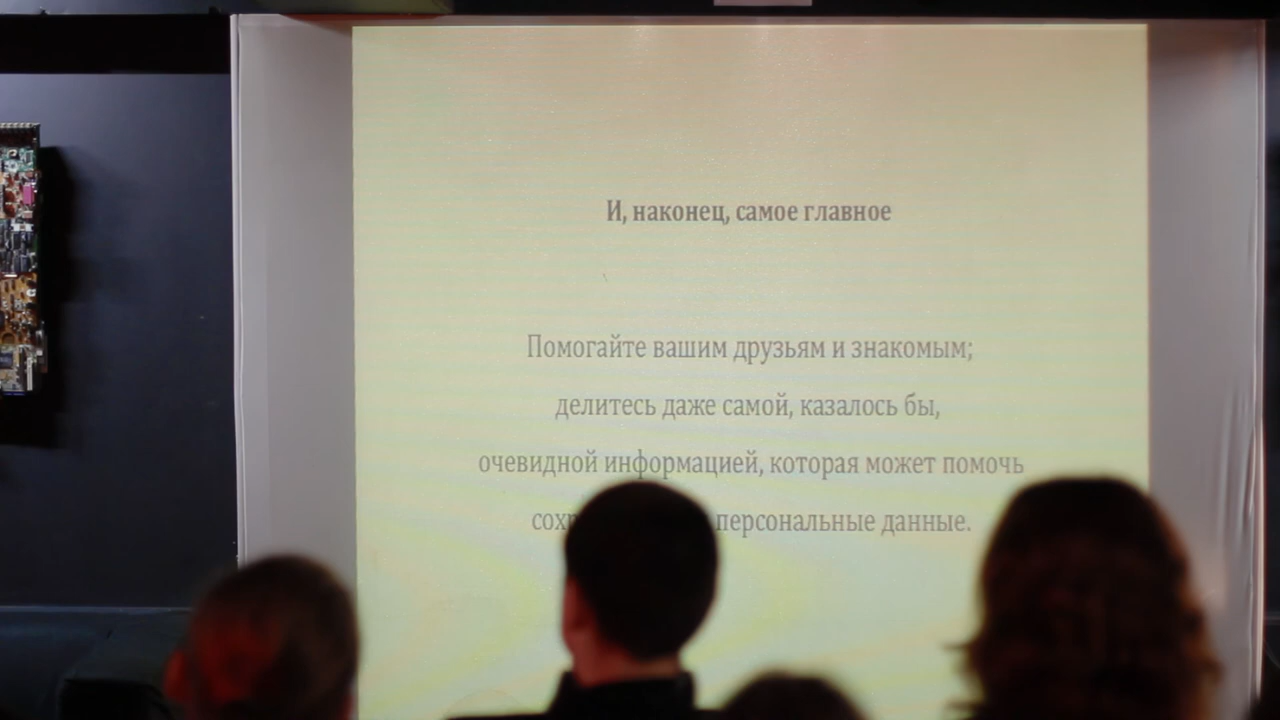 И, наконец, самое главное
Помогайте вашим друзьям и знакомым;
делитесь даже самой, казалось бы,
очевидной информацией, которая может помочь
персональные данные.